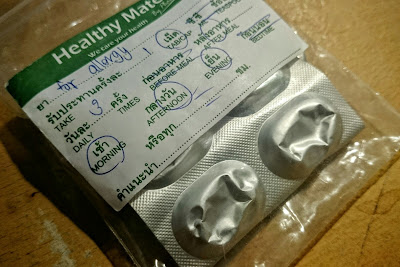 Healthy Mate
We care your health
ยา for allergy
รับประทานครั้งละ 1 เม็ด
TAKE
วันละ 3 ครั้ง ก่อนอาหาร หลังอาหาร ก่อนนอน
DAILY TIMES BEFORE MEAL AFTER MEAL BEDTIME
เช้า กลางวัน เย็น
MORNING AFTERNOON EVENING
หรือทุก ชม.
คำแนะนำ